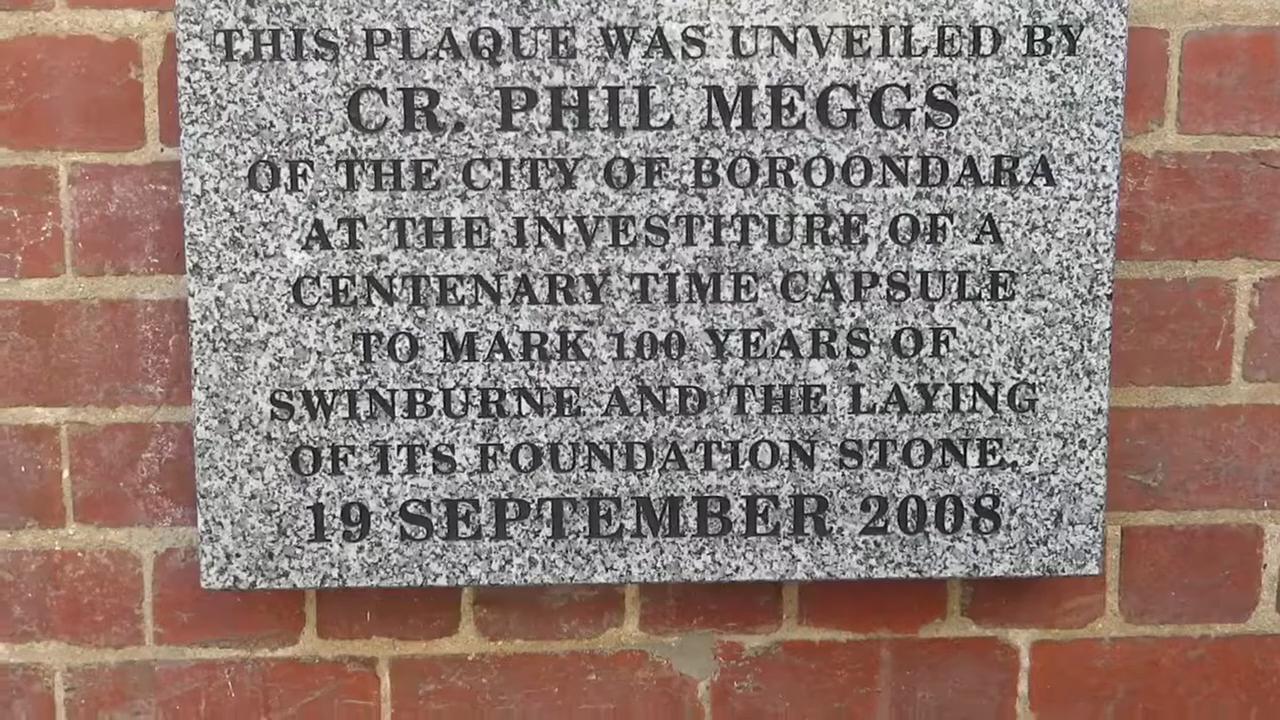 THIS PLAQUE WAS UNVEILED BY
CR. PHIL MEGGS
OF THE CITY OF BOROONDARA
AT THE INVESTITURE OF A
CENTENARY TIME CAPSULE
TO MARK 100 YEARS OF
SWINBURNE AND THE LAYING
OF ITS FOUNDATION STONE.
19 SEPTEMBER 2008